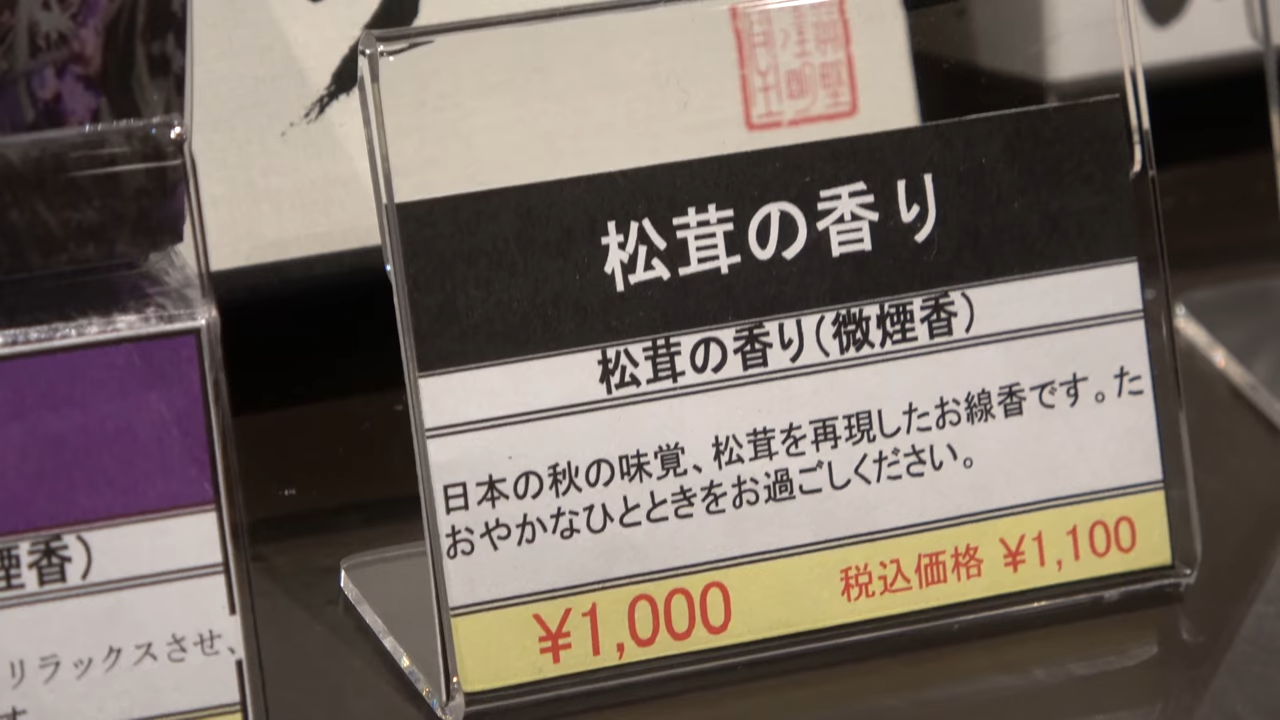 松茸の香り
松茸の香り(微煙香)
日本の秋の味覚、松茸を再現したお線香です。た
おやかなひとときをお過ごしください。
¥1,000 税込価格 ¥1,100
煙香)
リラックスさせ、
す。